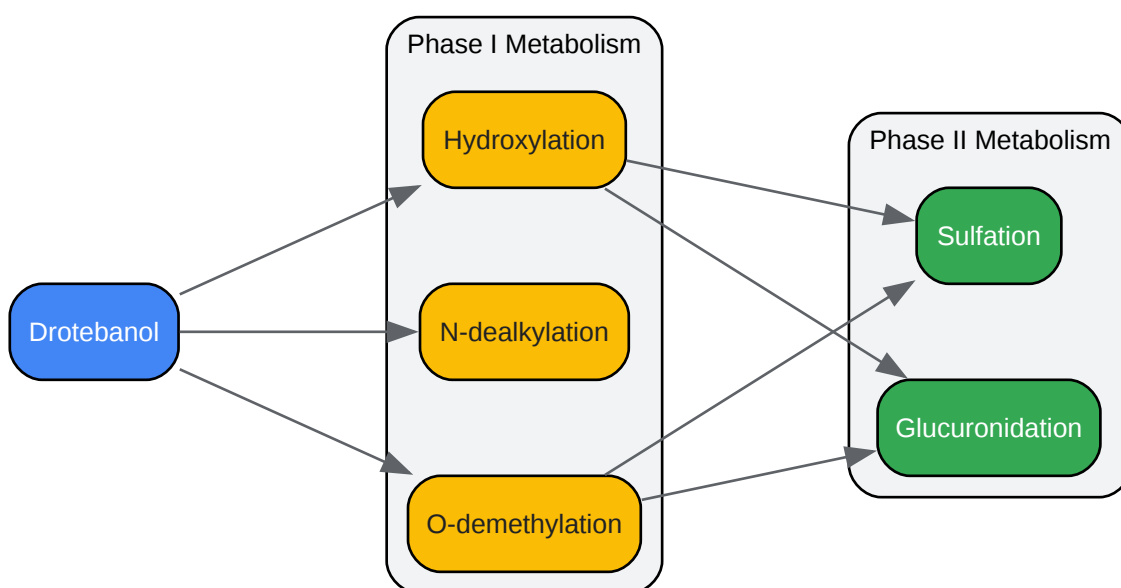 Phase I Metabolism
Hydroxylation
Phase II Metabolism
Sulfation
Drotebanol
N-dealkylation
Glucuronidation
O-demethylation